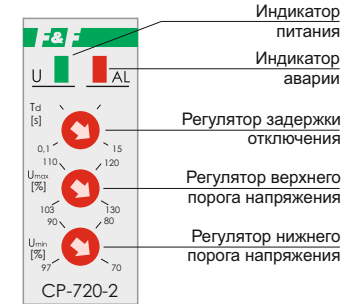 Индикатор
питания
F&F
Индикатор
аварии
U AL
Td
[s]
Регулятор задержки
отключения
0,1 15
110 120
Umax
[%]
Регулятор верхнего
порога напряжения
103 130
90 80
Umin
[%]
Регулятор нижнего
порога напряжения
97 70
CP-720-2